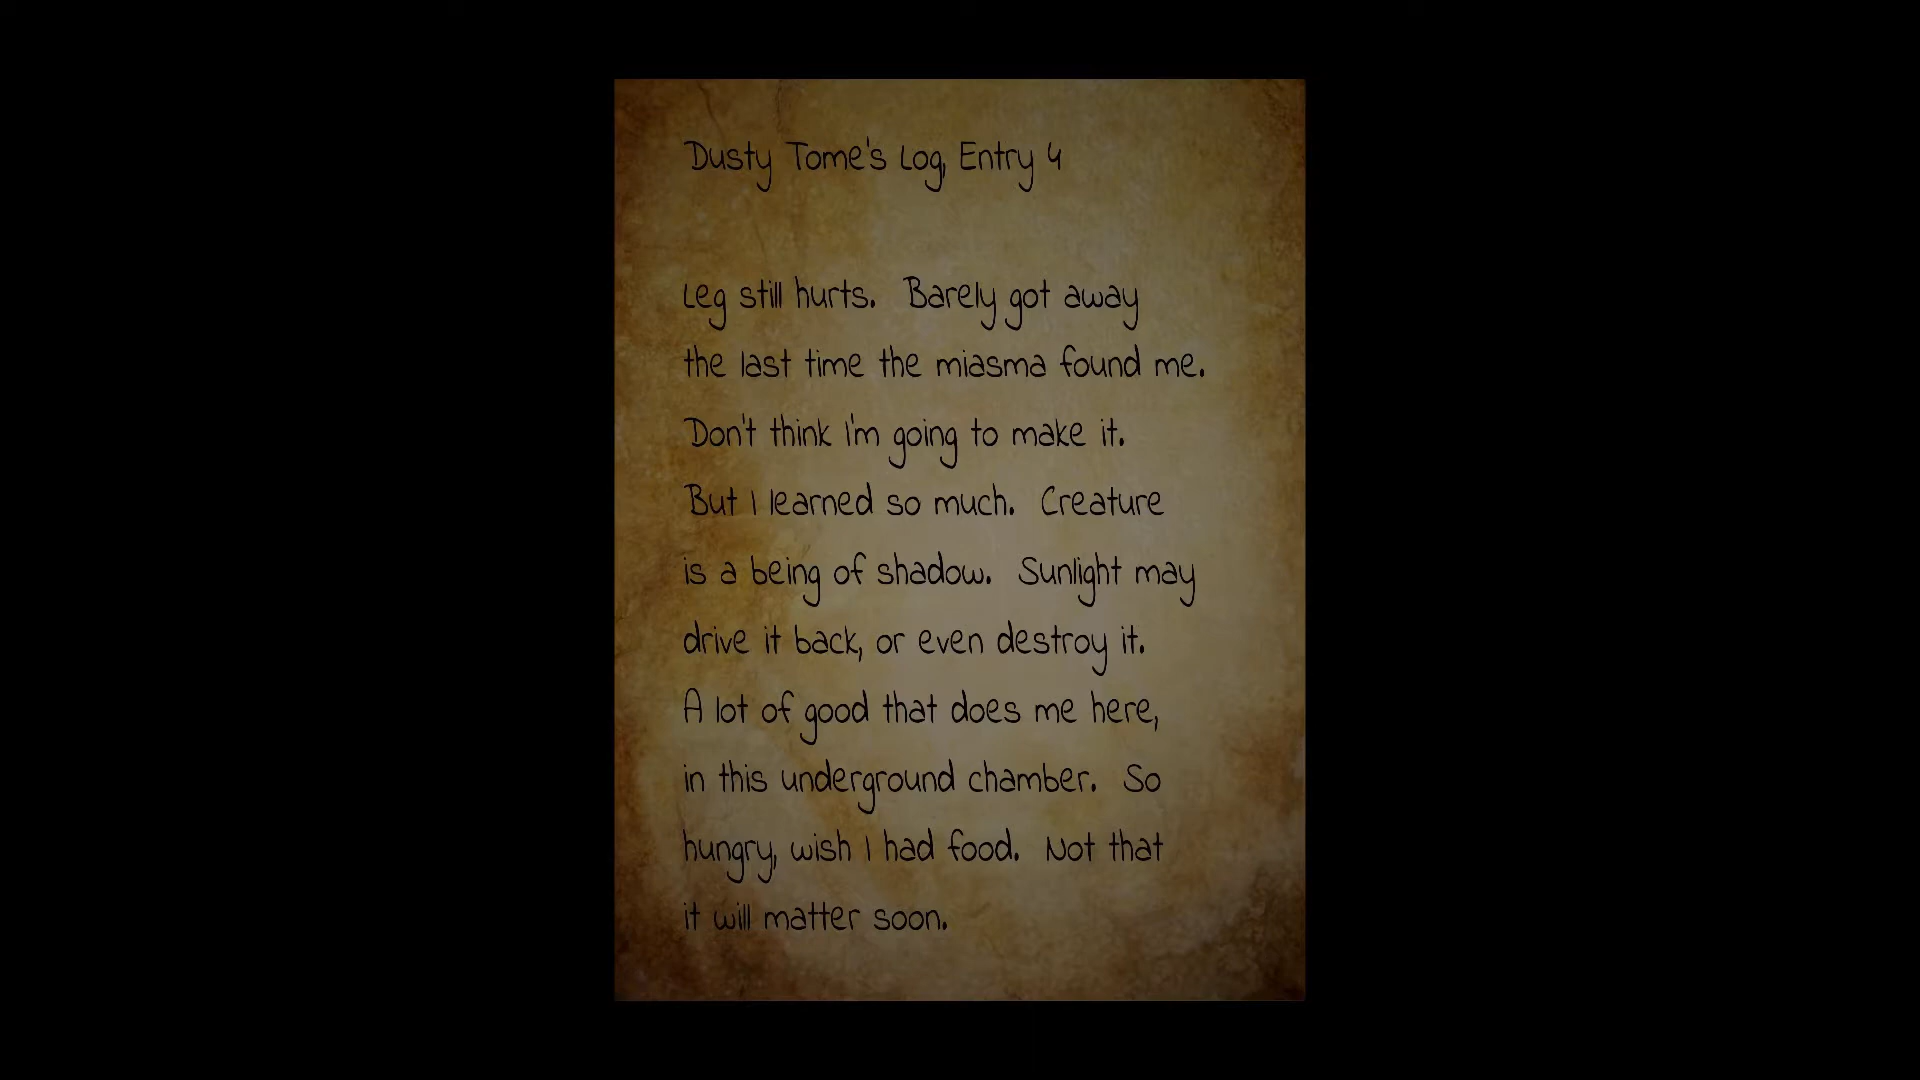 Dusty Tome's Log, Entry 4
Leg still hurts.  Barely got away
the last time the miasma found me.
Don't think I'm going to make it.
But I learned so much.  Creature
is a being of shadow.  Sunlight may
drive it back, or even destroy it.
A lot of good that does me here,
in this underground chamber.  So
hungry, wish I had food.  Not that
it will matter soon.